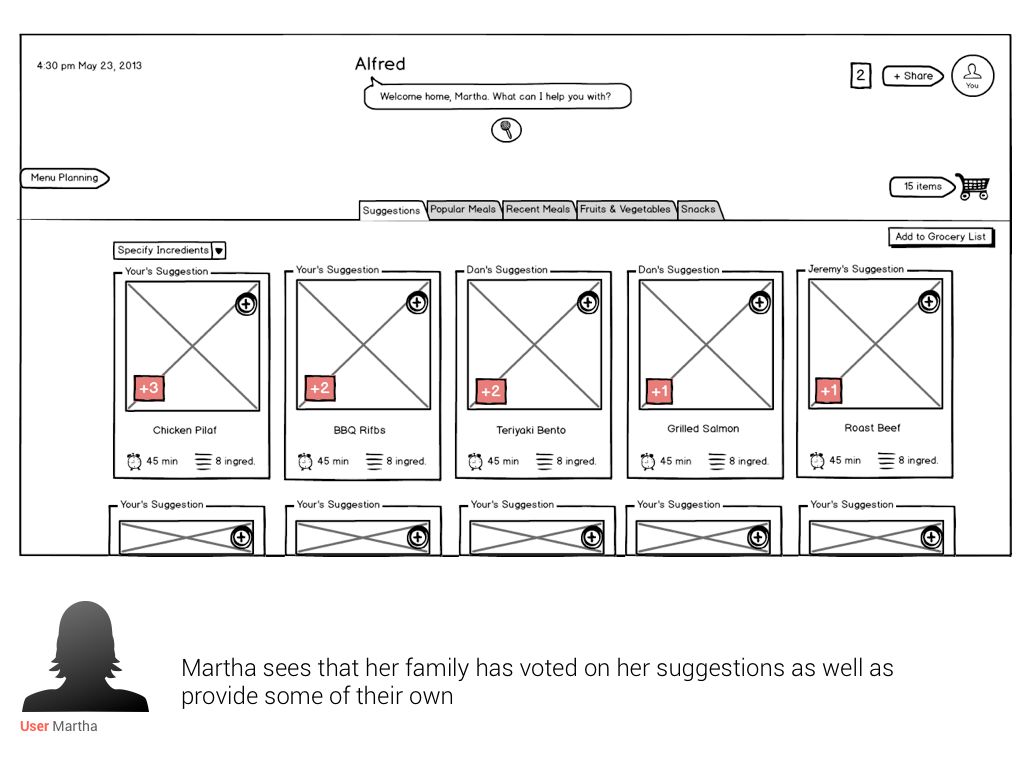 4:30 pm May 23, 2013
Alfred
2
+ Share
You
Welcome home, Martha. What can I help you with?
Menu Planning
15 items
Suggestions
Popular Meals
Recent Meals
Fruits & Vegetables
Snacks
Add to Grocery List
Specify Incredients
Your's Suggestion
Your's Suggestion
Dan's Suggestion
Dan's Suggestion
Jeremy's Suggestion
+3
+2
+2
+1
+1
Chicken Pilaf
BBQ Rifbs
Teriyaki Bento
Grilled Salmon
Roast Beef
45 min
8 ingred.
45 min
8 ingred.
45 min
8 ingred.
45 min
8 ingred.
45 min
8 ingred.
Your's Suggestion
Your's Suggestion
Your's Suggestion
Your's Suggestion
Your's Suggestion
Martha sees that her family has voted on her suggestions as well as
provide some of their own
User Martha